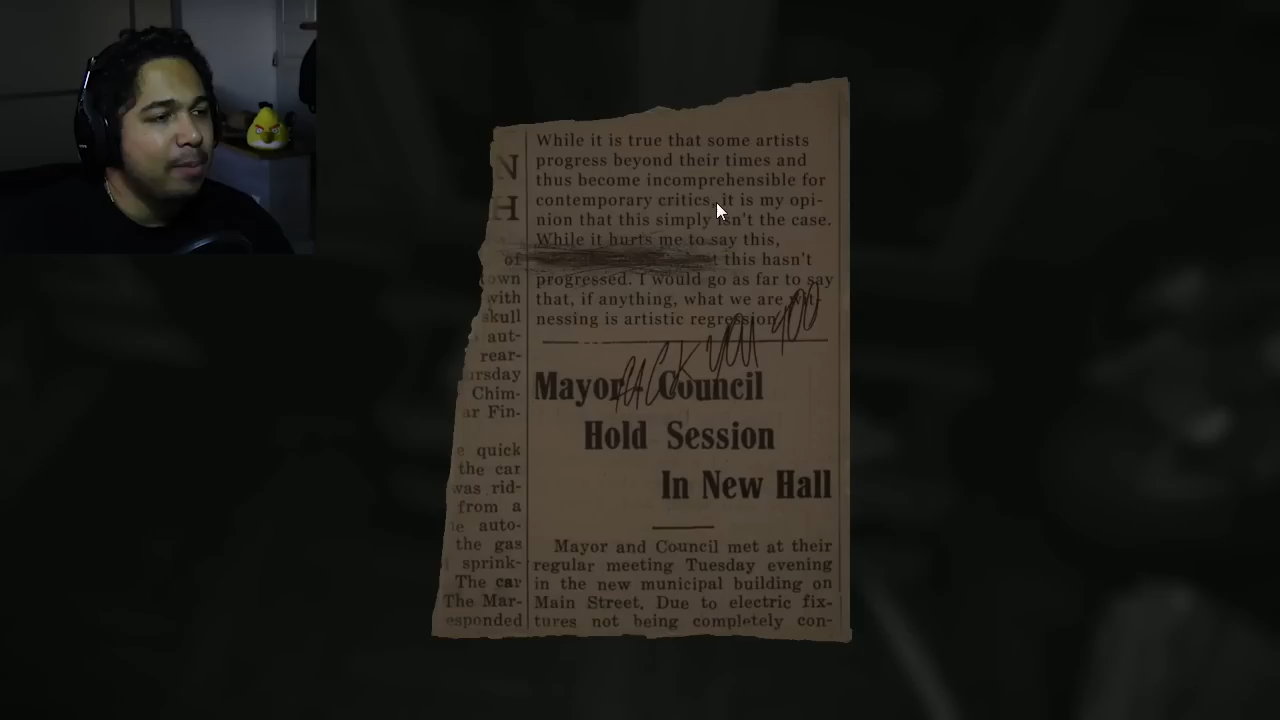 N
H
of
own
with
skull
aut-
rear-
ursday
Chim-
ar Fin-
e quick
the car
was rid-
from a
e auto-
the gas
sprink-
The car
The Mar-
esponded
While it is true that some artists
progress beyond their times and
thus become incomprehensible for
contemporary critics, it is my opi-
nion that this simply isn't the case.
While it hurts me to say this,
t this hasn't
progressed. I would go as far to say
that, if anything, what we are wit-
nessing is artistic regression
YOU TOO
Mayor - Council
Hold Session
In New Hall
Mayor and Council met at their
regular meeting Tuesday evening
in the new municipal building on
Main Street. Due to electric fix-
tures not being completely con-